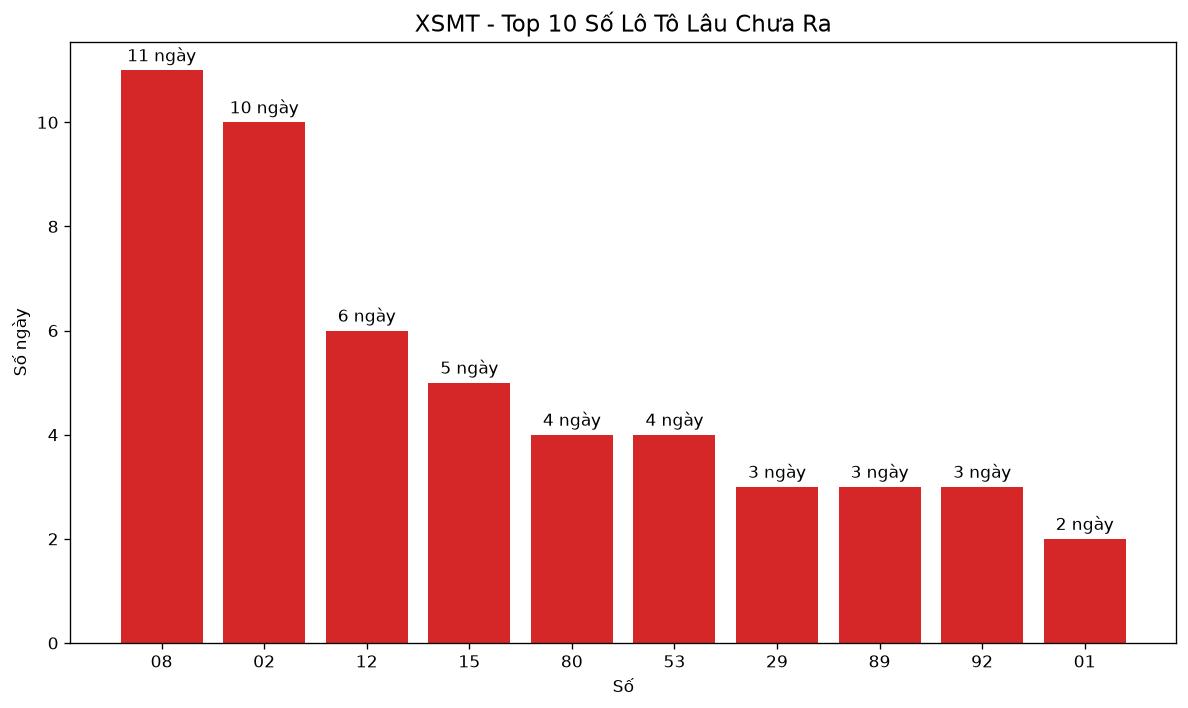 XSMT - Top 10 Số Lô Tô Lâu Chưa Ra
11 ngày
10 ngày
6 ngày
5 ngày
4 ngày
4 ngày
3 ngày
3 ngày
3 ngày
2 ngày
Số ngày
10
8
6
4
2
0
08 02 12 15 80 53 29 89 92 01
Số